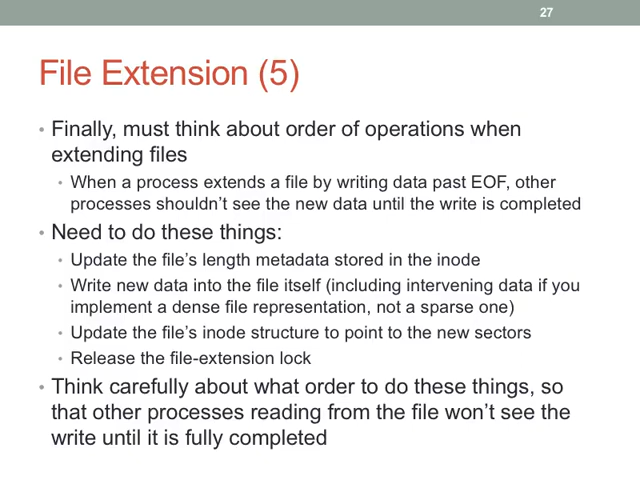 27
File Extension (5)
• Finally, must think about order of operations when
extending files
• When a process extends a file by writing data past EOF, other
processes shouldn’t see the new data until the write is completed
• Need to do these things:
• Update the file’s length metadata stored in the inode
• Write new data into the file itself (including intervening data if you
implement a dense file representation, not a sparse one)
• Update the file’s inode structure to point to the new sectors
• Release the file-extension lock
• Think carefully about what order to do these things, so
that other processes reading from the file won’t see the
write until it is fully completed